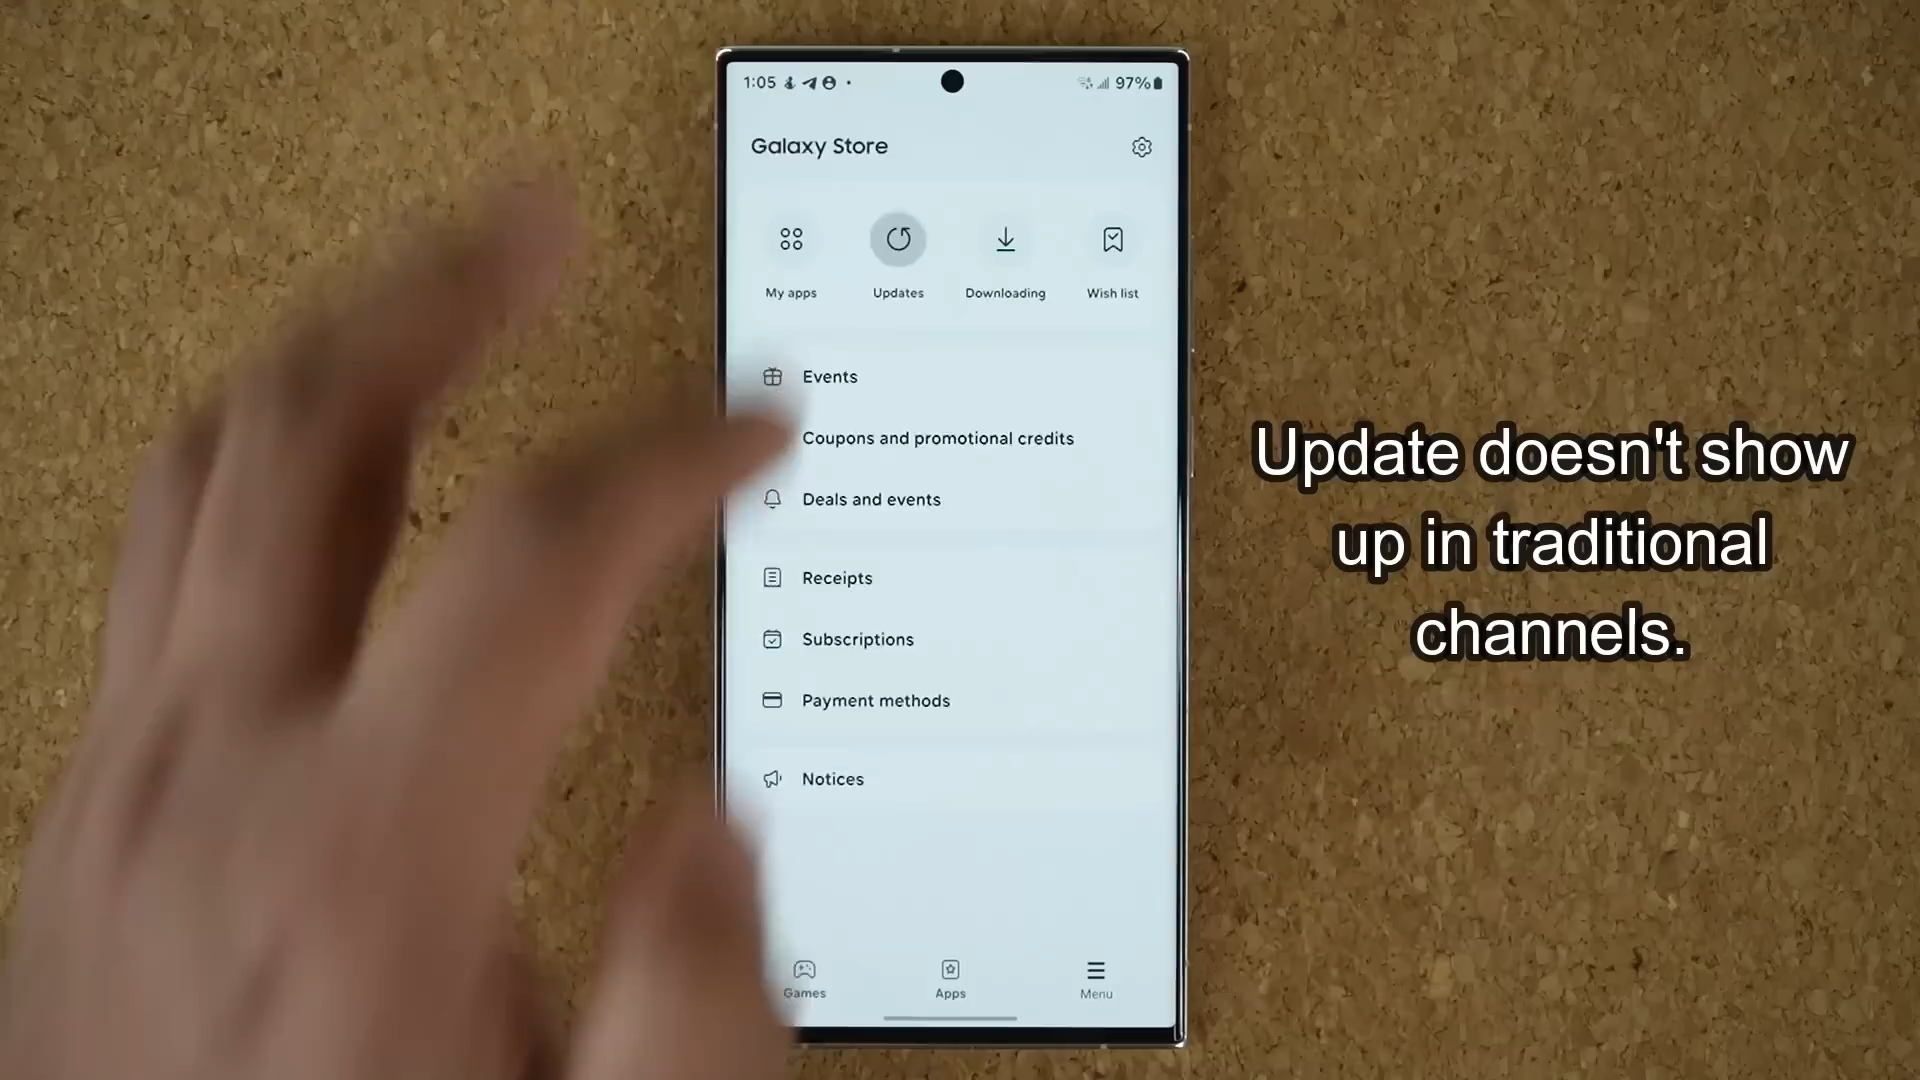 1:05
97%
Galaxy Store
My apps
Updates
Downloading
Wish list
Events
Coupons and promotional credits
Deals and events
Receipts
Subscriptions
Payment methods
Notices
Games
Apps
Menu
Update doesn't show
up in traditional
channels.